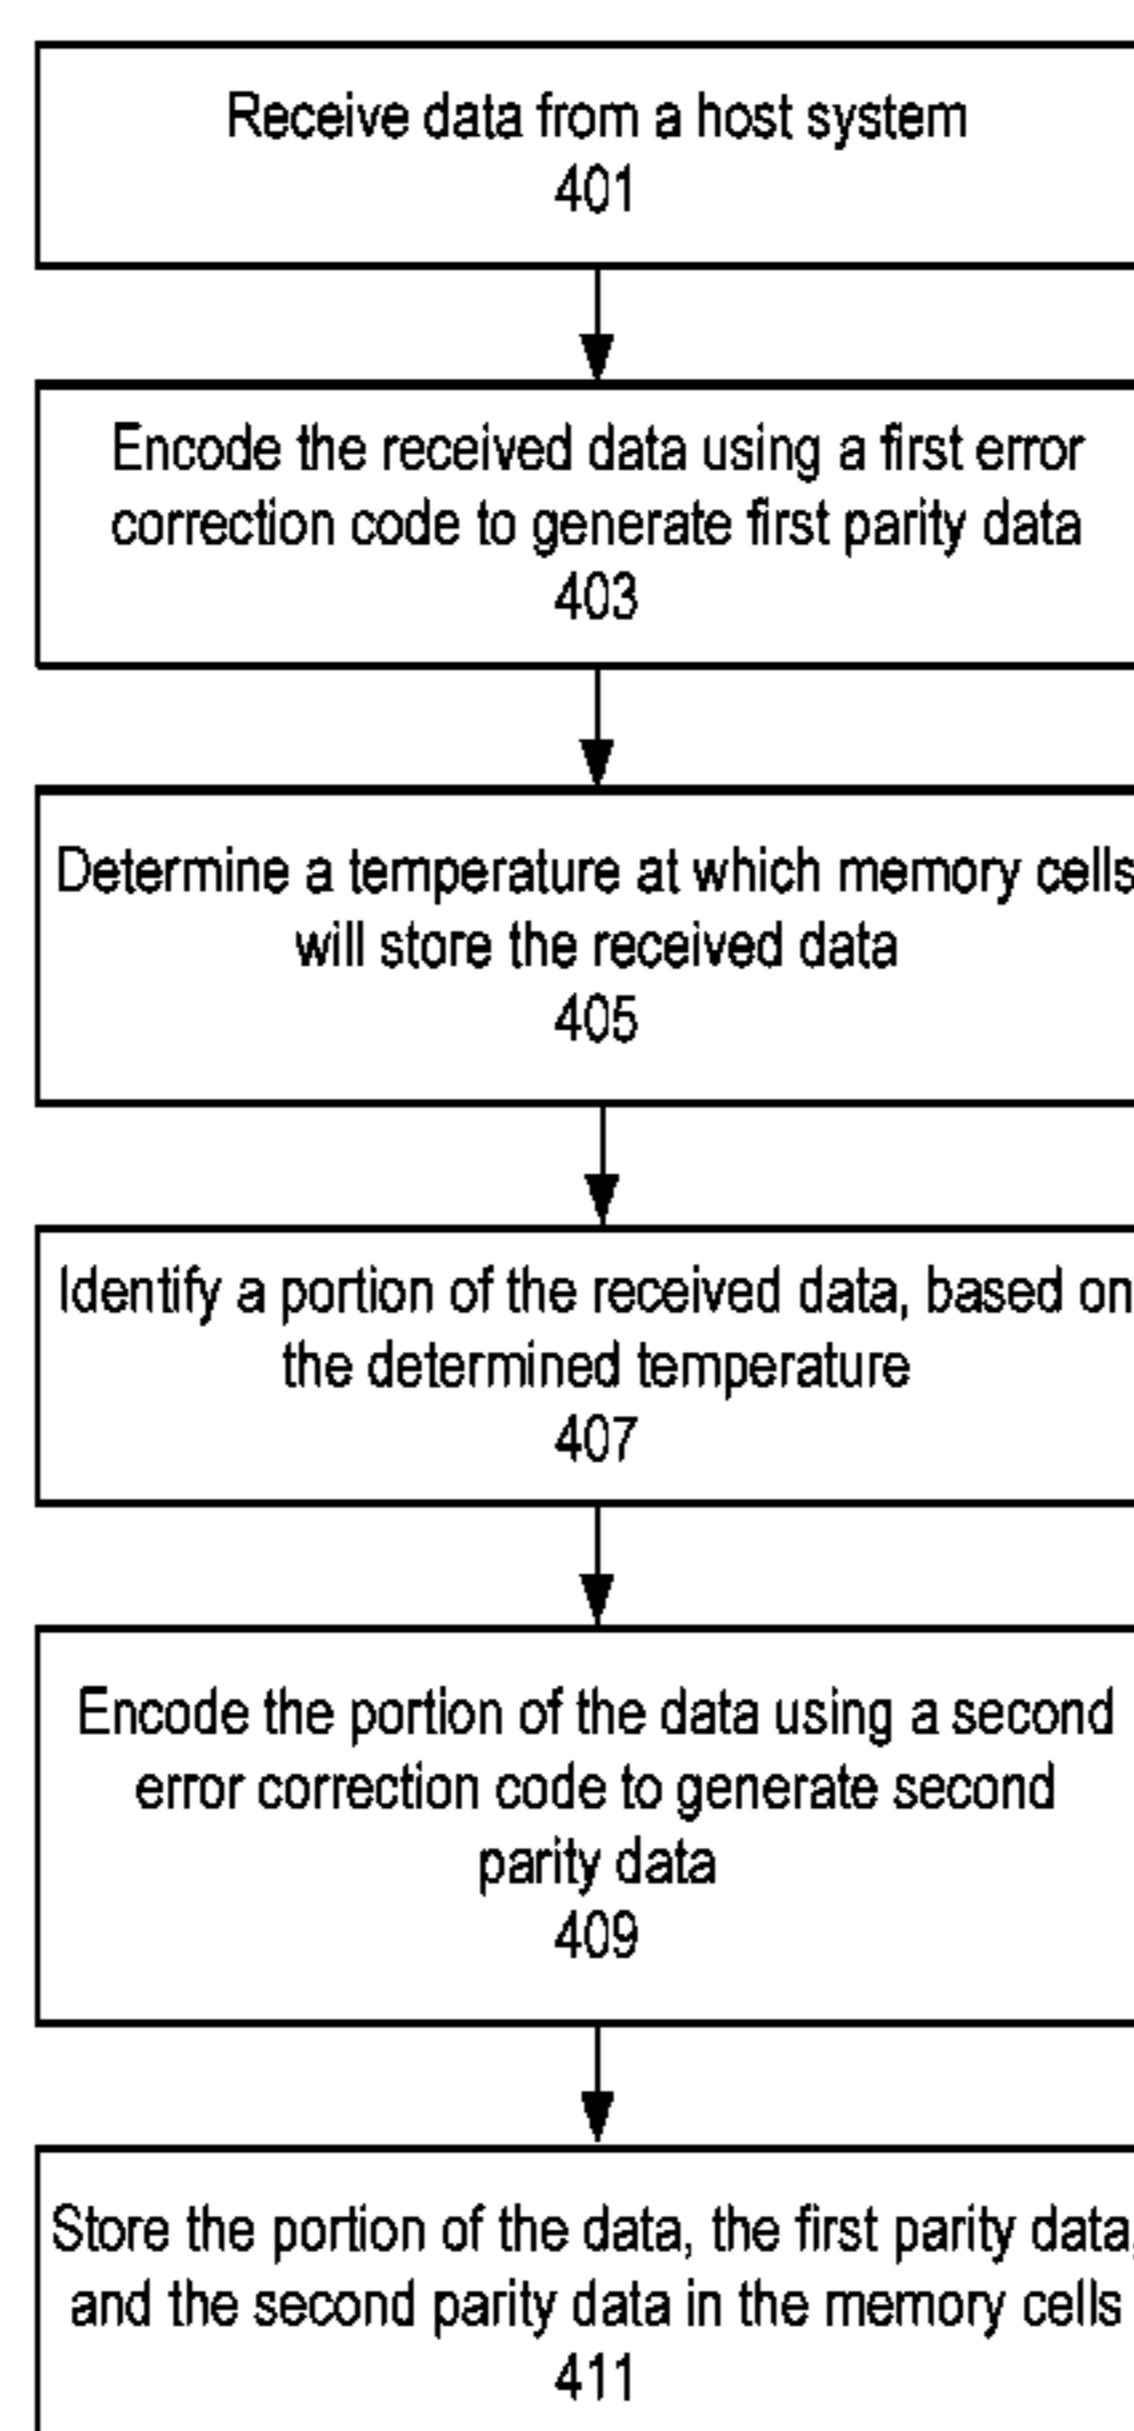 Receive data from a host system
401
Encode the received data using a first error
correction code to generate first parity data
403
Determine a temperature at which memory cells
will store the received data
405
Identify a portion of the received data, based on
the determined temperature
407
Encode the portion of the data using a second
error correction code to generate second
parity data
409
Store the portion of the data, the first parity data,
and the second parity data in the memory cells
411